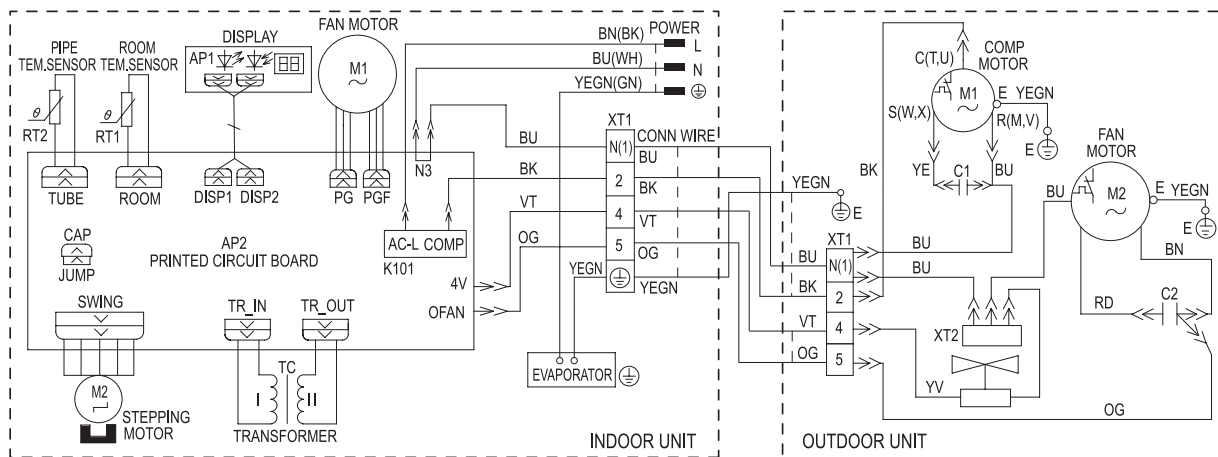 PIPE
TEM.SENSOR
ROOM
TEM.SENSOR
DISPLAY
FAN MOTOR
BN(BK)
POWER
L
BU(WH)
N
YEGN(GN)
AP1
M1
θ
RT2
θ
RT1
TUBE
ROOM
DISP1
DISP2
PG
PGF
N3
BU
BK
VT
OG
XT1
N(1)
2
4
5
CONN WIRE
BU
BK
VT
OG
YEGN
YEGN
AC-L COMP
K101
4V
OFAN
AP2
PRINTED CIRCUIT BOARD
CAP
JUMP
SWING
TR_IN
TR_OUT
TC
I
II
M2
STEPPING
MOTOR
TRANSFORMER
EVAPORATOR
INDOOR UNIT
YEGN
E
C(T,U)
COMP
MOTOR
M1
S(W,X)
R(M,V)
E
YEGN
E
BK
YE
C1
BU
FAN
MOTOR
BU
M2
E
YEGN
E
BN
XT1
N(1)
2
4
5
BU
BK
VT
OG
BU
BU
RD
C2
XT2
YV
OG
OUTDOOR UNIT